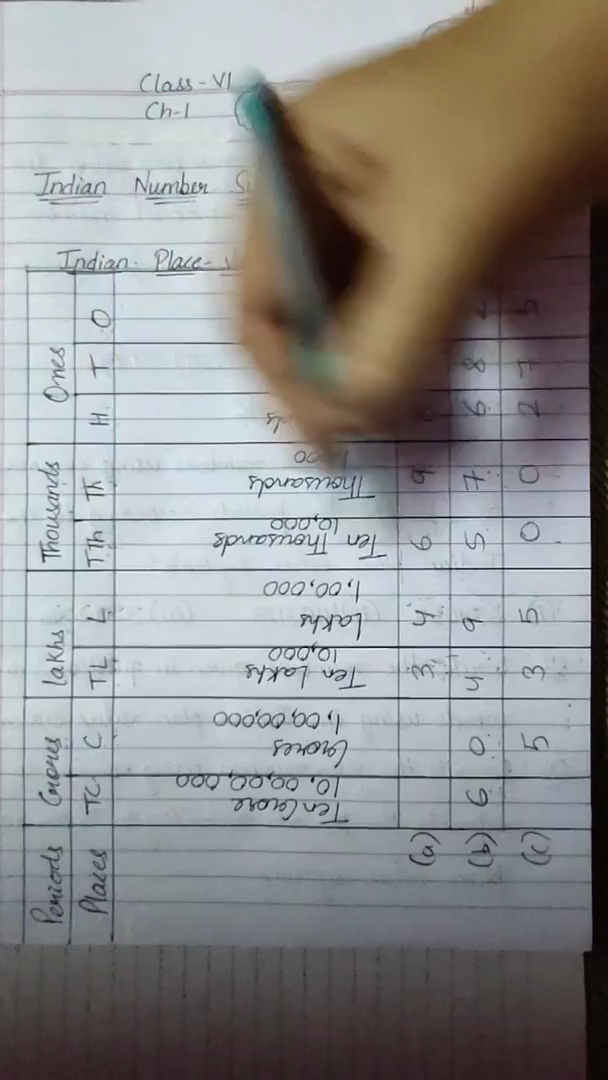 Class - VI
Ch-1
Indian Number
Indian Place-
Periods Crores Lakhs Thousands Ones
Places TC C TL L T.Th Th H T O
Ten Crore
10,00,00,000
Crores
1,00,00,000
Ten Lakhs
10,000
Lakhs
1,00,000
Ten Thousands
10,000
Thousands
(a) 3 4 6 9
(b) 6 0 4 9 5 7 6 8
(c) 5 3 5 0 0 2 7 5